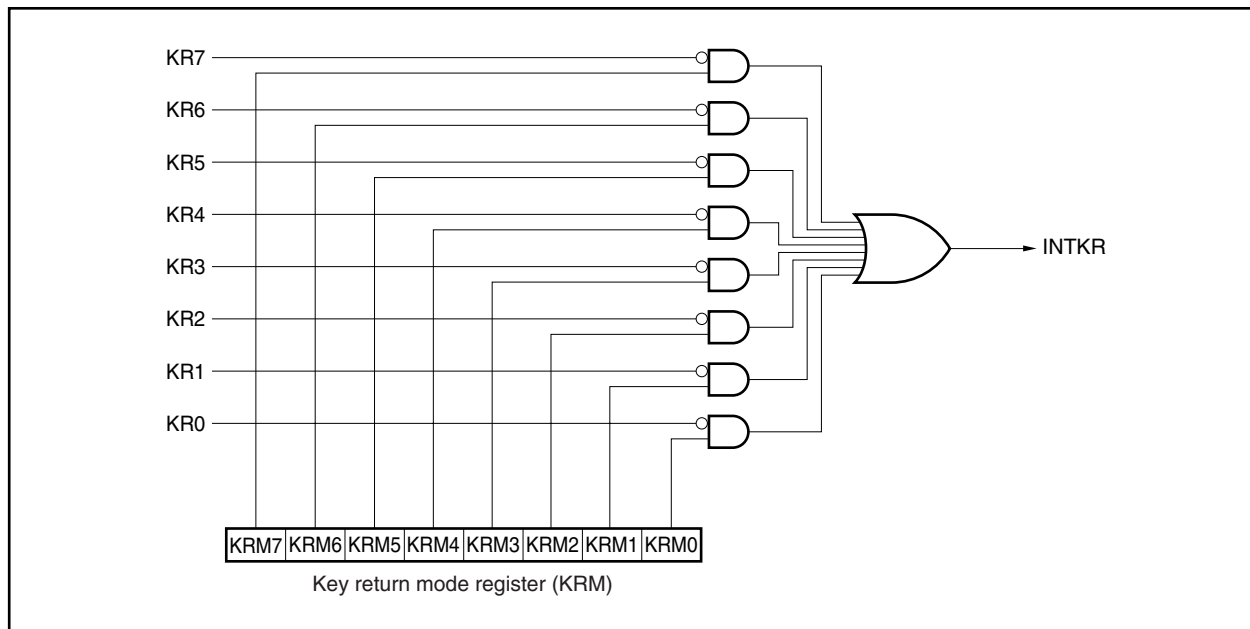 KR7
KR6
KR5
KR4
KR3
KR2
KR1
KR0
INTKR
KRM7 KRM6 KRM5 KRM4 KRM3 KRM2 KRM1 KRM0
Key return mode register (KRM)